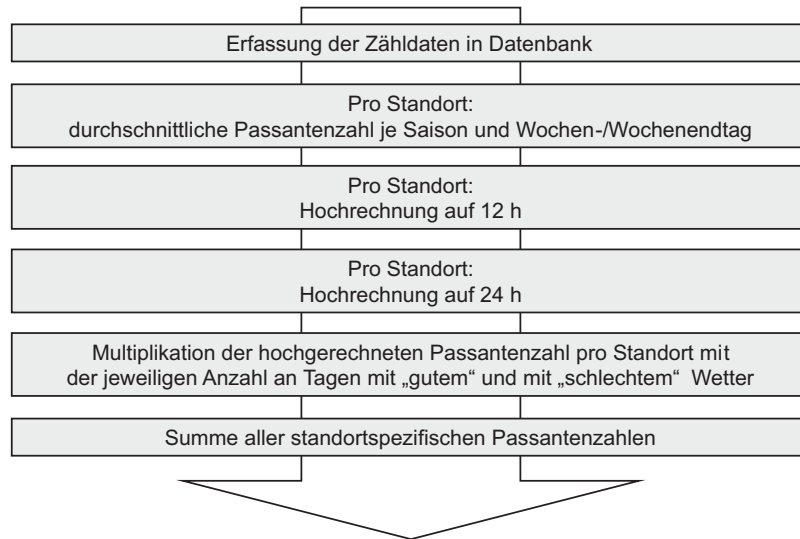 Erfassung der Zähldaten in Datenbank
Pro Standort:
durchschnittliche Passantenzahl je Saison und Wochen-/Wochenendtag
Pro Standort:
Hochrechnung auf 12 h
Pro Standort:
Hochrechnung auf 24 h
Multiplikation der hochgerechneten Passantenzahl pro Standort mit
der jeweiligen Anzahl an Tagen mit „gutem“ und mit „schlechtem“ Wetter
Summe aller standortspezifischen Passantenzahlen